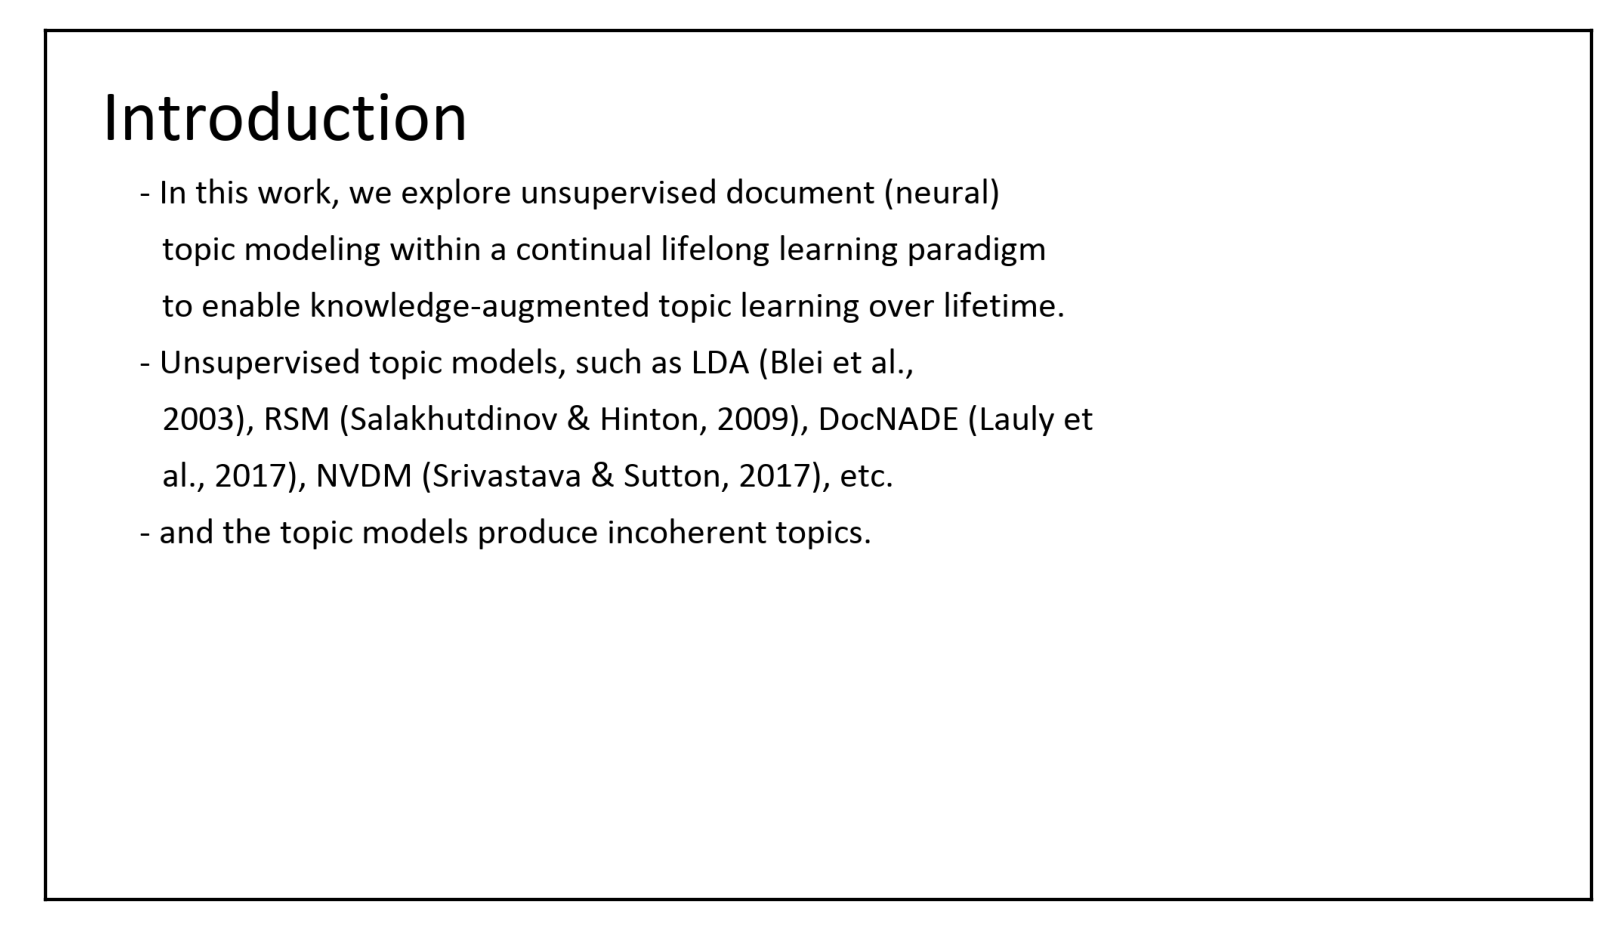 Introduction
- In this work, we explore unsupervised document (neural)
topic modeling within a continual lifelong learning paradigm
to enable knowledge-augmented topic learning over lifetime.
- Unsupervised topic models, such as LDA (Blei et al.,
2003), RSM (Salakhutdinov & Hinton, 2009), DocNADE (Lauly et
al., 2017), NVDM (Srivastava & Sutton, 2017), etc.
- and the topic models produce incoherent topics.